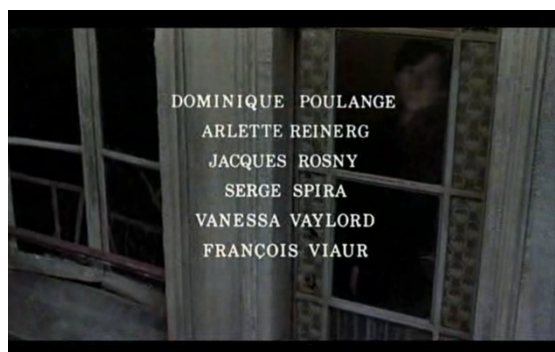 DOMINIQUE POULANGE
ARLETTE REINERG
JACQUES ROSNY
SERGE SPIRA
VANESSA VAYLORD
FRANÇOIS VIAUR